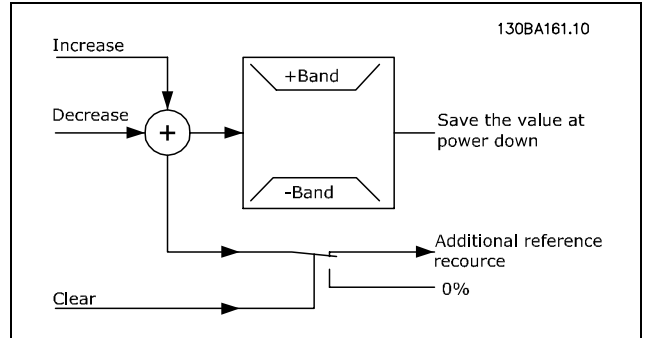 130BA161.10
Increase
+Band
Decrease
+
Save the value at
power down
-Band
Additional reference
recource
0%
Clear